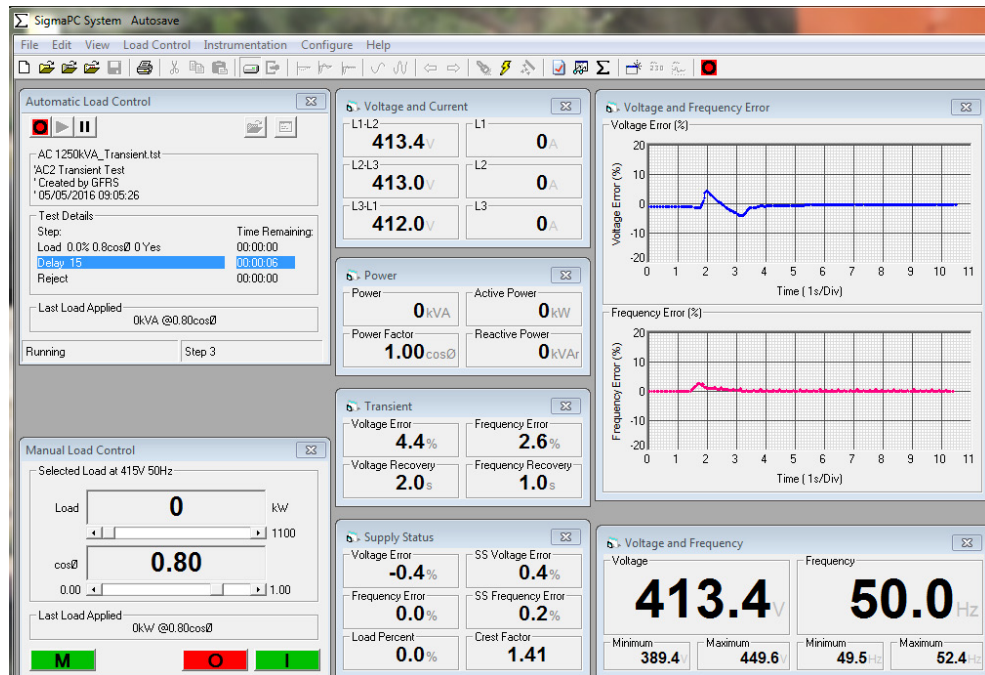 SigmaPC System Autosave
File Edit View Load Control Instrumentation Configure Help
Automatic Load Control
AC 1250kVA_Transient.tst
'AC2 Transient Test
' Created by GFRS
' 05/05/2016 09:05:26
Test Details
Step: Time Remaining:
Load 0.0% 0.8cosØ 0 Yes 00:00:00
Delay 15 00:00:06
Reject 00:00:00
Last Load Applied
0kVA @0.80cosØ
Running Step 3
Manual Load Control
Selected Load at 415V 50Hz
Load 0 kW
1100
cosØ 0.80
0.00 1.00
Last Load Applied
0kW @0.80cosØ
M O I
Voltage and Current
L1-L2 L1
413.4V 0A
L2-L3 L2
413.0V 0A
L3-L1 L3
412.0V 0A
Power
Power Active Power
0kVA 0kW
Power Factor Reactive Power
1.00cosØ 0kVAr
Transient
Voltage Error Frequency Error
4.4% 2.6%
Voltage Recovery Frequency Recovery
2.0s 1.0s
Supply Status
Voltage Error SS Voltage Error
-0.4% 0.4%
Frequency Error SS Frequency Error
0.0% 0.2%
Load Percent Crest Factor
0.0% 1.41
Voltage and Frequency Error
Voltage Error (%)
Voltage Error (%)
20
10
0
-10
-20
0 1 2 3 4 5 6 7 8 9 10 11
Time ( 1s/Div)
Frequency Error (%)
Frequency Error (%)
20
10
0
-10
-20
0 1 2 3 4 5 6 7 8 9 10 11
Time ( 1s/Div)
Voltage and Frequency
Voltage Frequency
413.4V 50.0Hz
Minimum Maximum Minimum Maximum
389.4V 449.6V 49.5Hz 52.4Hz